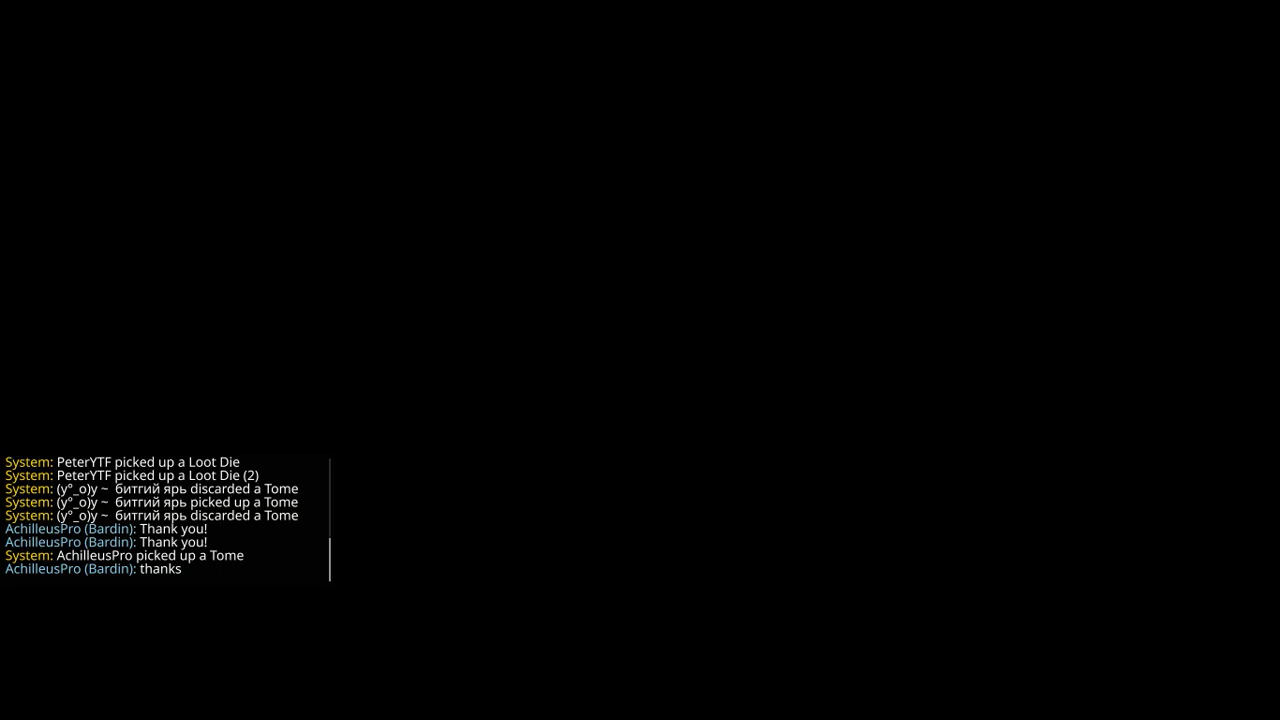 System: PeterYTF picked up a Loot Die
System: PeterYTF picked up a Loot Die (2)
System: (y°_o)y ~  битгий ярь discarded a Tome
System: (y°_o)y ~  битгий ярь picked up a Tome
System: (y°_o)y ~  битгий ярь discarded a Tome
AchilleusPro (Bardin): Thank you!
AchilleusPro (Bardin): Thank you!
System: AchilleusPro picked up a Tome
AchilleusPro (Bardin): thanks